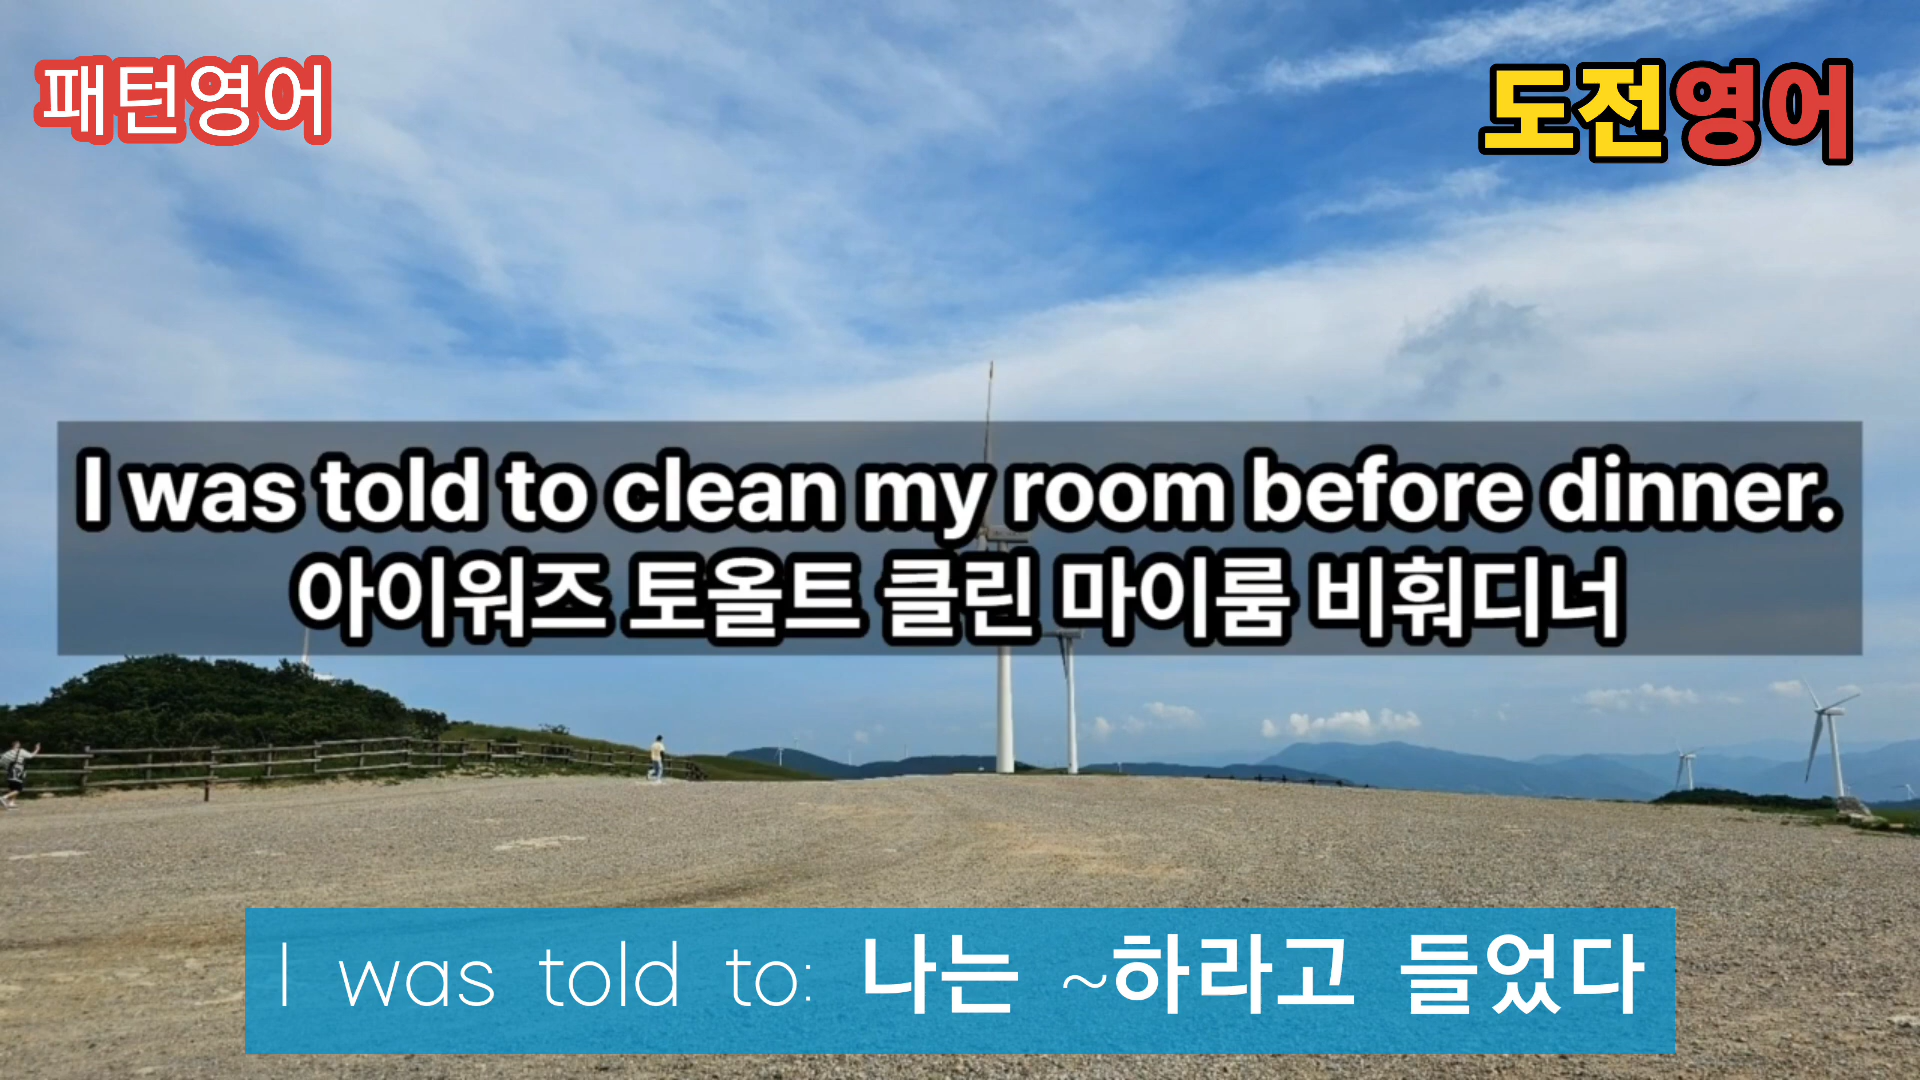 패턴영어
도전영어
I was told to clean my room before dinner.
아이워즈 토올트 클린 마이룸 비훠디너
I was told to: 나는 ~하라고 들었다